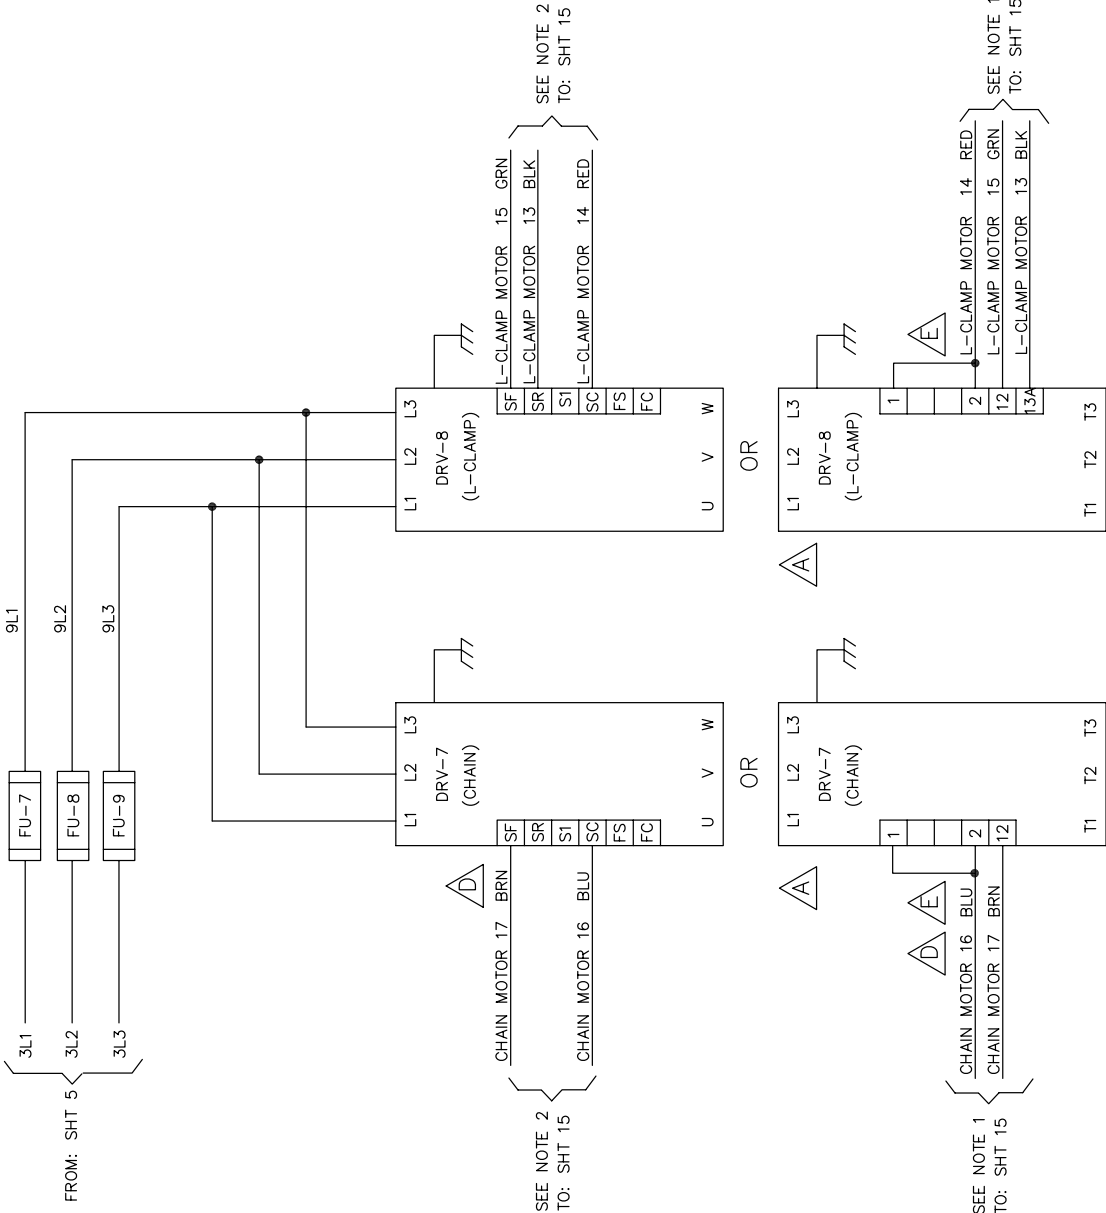 FROM: SHT 5
3L1
3L2
3L3
FU-7
FU-8
FU-9
9L1
9L2
9L3
SEE NOTE 2
TO: SHT 15
CHAIN MOTOR 17 BRN
CHAIN MOTOR 16 BLU
D
L1 L2 L3
DRV-7
(CHAIN)
SF
SR
S1
SC
FS
FC
U V W
L1 L2 L3
DRV-8
(L-CLAMP)
SF
SR
S1
SC
FS
FC
U V W
L-CLAMP MOTOR 15 GRN
L-CLAMP MOTOR 13 BLK
L-CLAMP MOTOR 14 RED
SEE NOTE 2
TO: SHT 15
OR
OR
SEE NOTE 1
TO: SHT 15
CHAIN MOTOR 16 BLU
CHAIN MOTOR 17 BRN
D
E
A
L1 L2 L3
DRV-7
(CHAIN)
1
2
12
T1 T2 T3
A
L1 L2 L3
DRV-8
(L-CLAMP)
1
2
12
13A
T1 T2 T3
E
L-CLAMP MOTOR 14 RED
L-CLAMP MOTOR 15 GRN
L-CLAMP MOTOR 13 BLK
SEE NOTE 1
TO: SHT 15